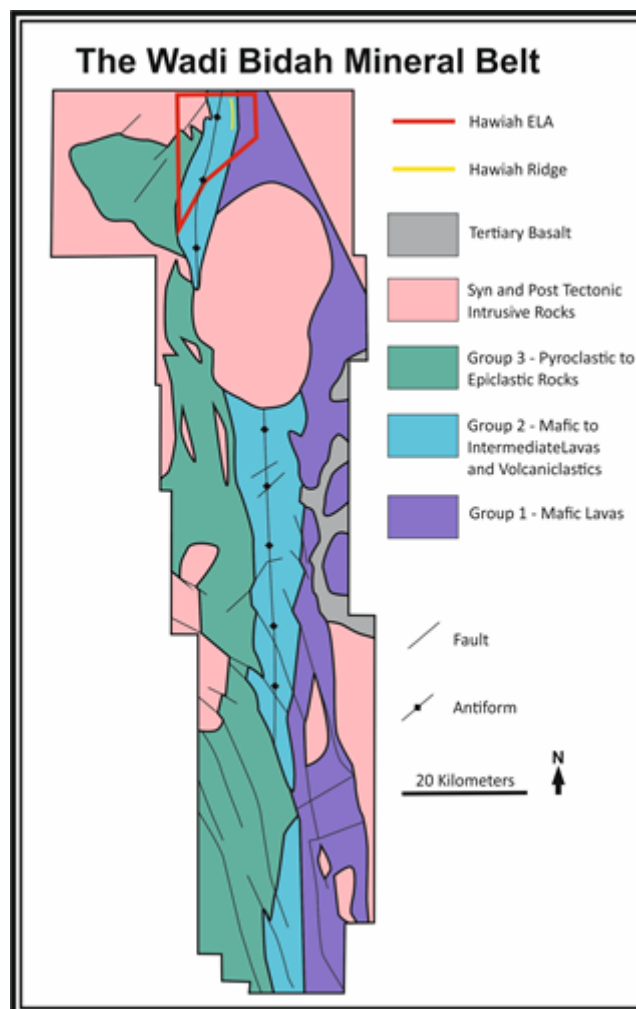 The Wadi Bidah Mineral Belt
Hawiah ELA
Hawiah Ridge
Tertiary Basalt
Syn and Post Tectonic
Intrusive Rocks
Group 3 - Pyroclastic to
Epiclastic Rocks
Group 2 - Mafic to
IntermediateLavas
and Volcaniclastics
Group 1 - Mafic Lavas
Fault
Antiform
N
20 Kilometers